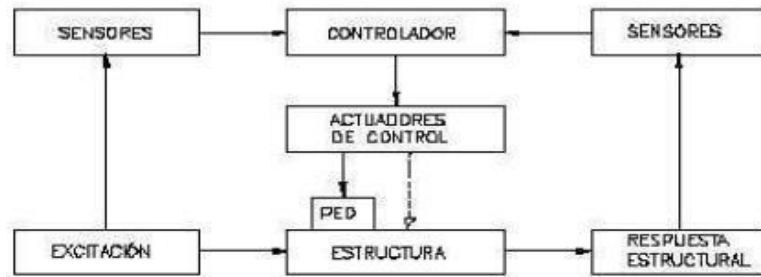 SENSORES
CONTROLADOR
SENSORES
ACTUADORES
DE CONTROL
PED
EXCITACIÓN
ESTRUCTURA
RESPUESTA
ESTRUCTURAL